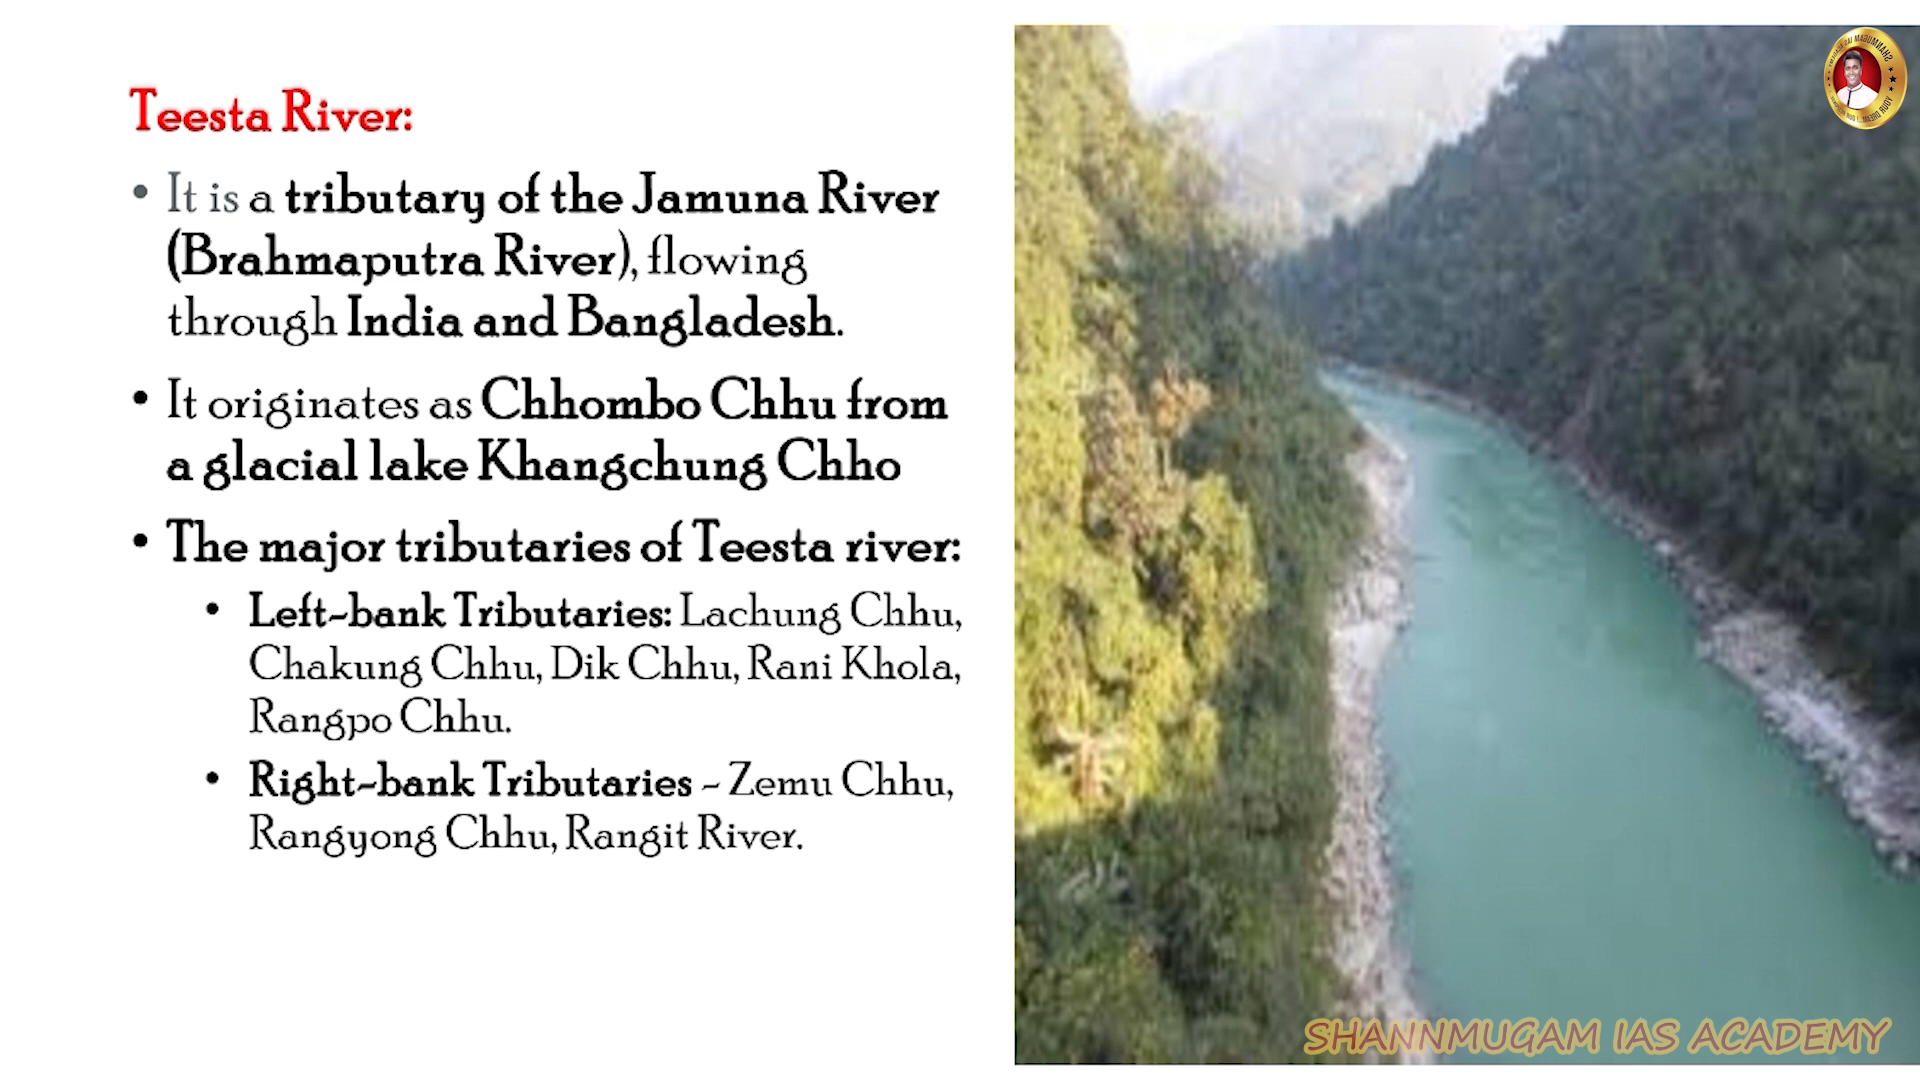 Teesta River:
• It is a tributary of the Jamuna River
(Brahmaputra River), flowing
through India and Bangladesh.
• It originates as Chhombo Chhu from
a glacial lake Khangchung Chho
• The major tributaries of Teesta river:
• Left-bank Tributaries: Lachung Chhu,
Chakung Chhu, Dik Chhu, Rani Khola,
Rangpo Chhu.
• Right-bank Tributaries - Zemu Chhu,
Rangyong Chhu, Rangit River.
SHANNMUGAM IAS ACADEMY